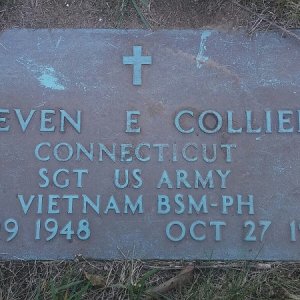 EVEN E COLLIE
CONNECTICUT
SGT US ARMY
VIETNAM BSM-PH
9 1948 OCT 27 1